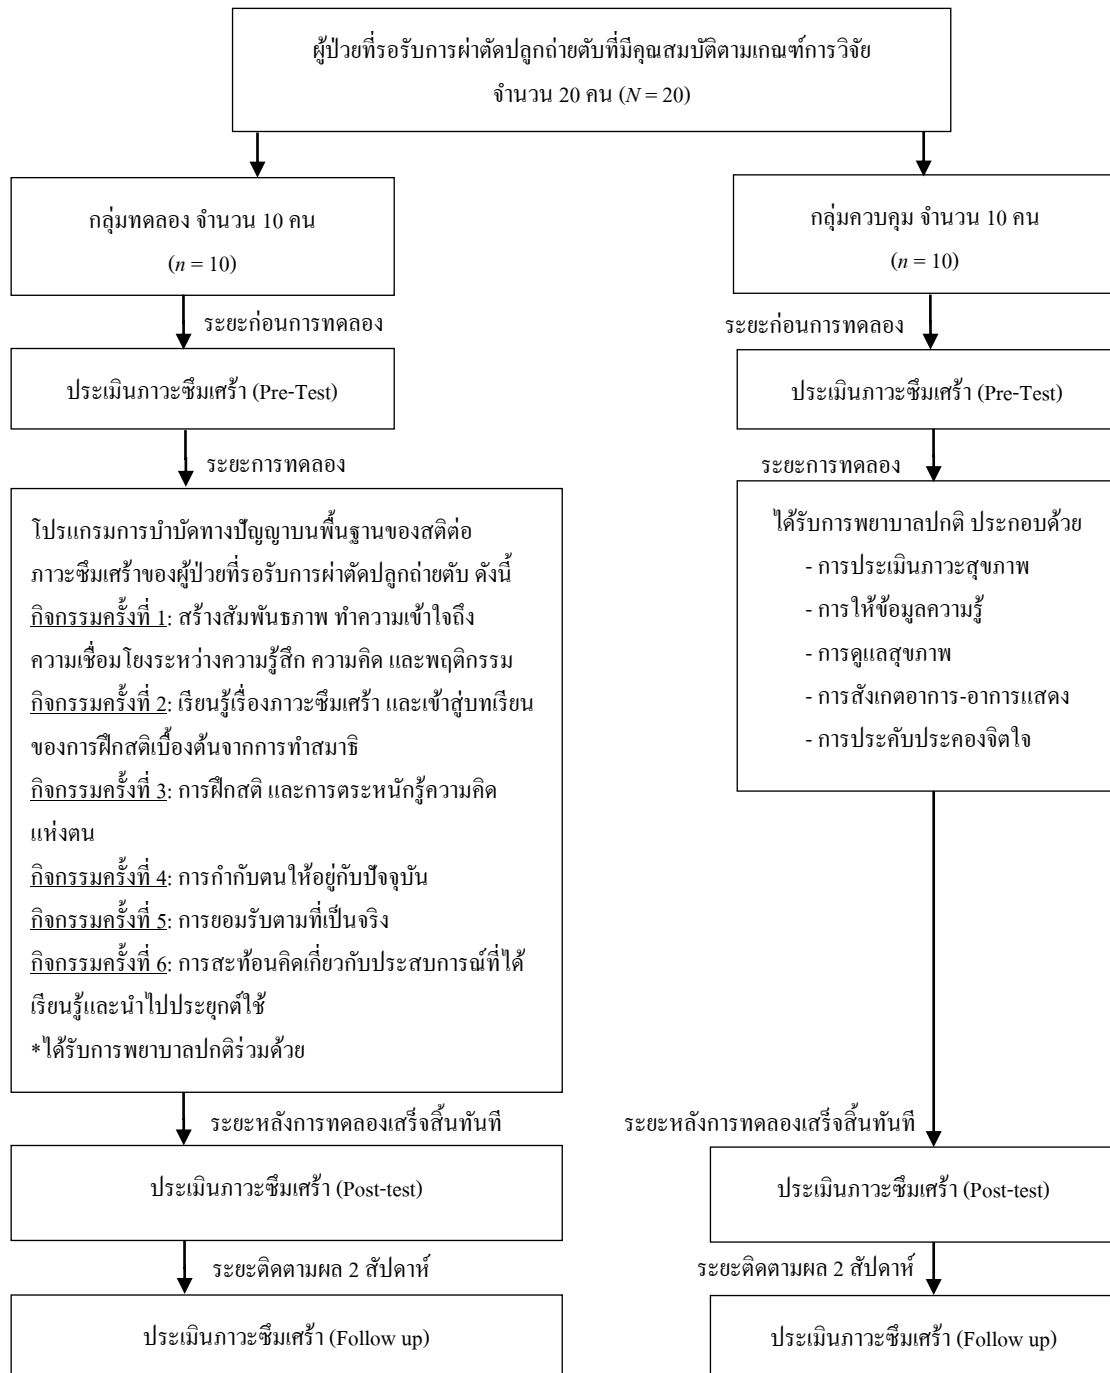 ผู้ป่วยที่รอรับการผ่าตัดปลูกถ่ายตับที่มีคุณสมบัติตามเกณฑ์การวิจัย
จำนวน 20 คน (N = 20)
กลุ่มทดลอง จำนวน 10 คน
(n = 10)
ระยะก่อนการทดลอง
ประเมินภาวะซึมเศร้า (Pre-Test)
ระยะการทดลอง
โปรแกรมการบำบัดทางปัญญาบนพื้นฐานของสติต่อ
ภาวะซึมเศร้าของผู้ป่วยที่รอรับการผ่าตัดปลูกถ่ายตับ ดังนี้
กิจกรรมครั้งที่ 1: สร้างสัมพันธภาพ ทำความเข้าใจถึง
ความเชื่อมโยงระหว่างความรู้สึก ความคิด และพฤติกรรม
กิจกรรมครั้งที่ 2: เรียนรู้เรื่องภาวะซึมเศร้า และเข้าสู่บทเรียน
ของการฝึกสติเบื้องต้นจากการทำสมาธิ
กิจกรรมครั้งที่ 3: การฝึกสติ และการตระหนักรู้ความคิด
แห่งตน
กิจกรรมครั้งที่ 4: การกำกับตนให้อยู่กับปัจจุบัน
กิจกรรมครั้งที่ 5: การยอมรับตามที่เป็นจริง
กิจกรรมครั้งที่ 6: การสะท้อนคิดเกี่ยวกับประสบการณ์ที่ได้
เรียนรู้และนำไปประยุกต์ใช้
*ได้รับการพยาบาลปกติร่วมด้วย
ระยะหลังการทดลองเสร็จสิ้นทันที
ประเมินภาวะซึมเศร้า (Post-test)
ระยะติดตามผล 2 สัปดาห์
ประเมินภาวะซึมเศร้า (Follow up)
กลุ่มควบคุม จำนวน 10 คน
(n = 10)
ระยะก่อนการทดลอง
ประเมินภาวะซึมเศร้า (Pre-Test)
ระยะการทดลอง
ได้รับการพยาบาลปกติ ประกอบด้วย
- การประเมินภาวะสุขภาพ
- การให้ข้อมูลความรู้
- การดูแลสุขภาพ
- การสังเกตอาการ-อาการแสดง
- การประคับประคองจิตใจ
ระยะหลังการทดลองเสร็จสิ้นทันที
ประเมินภาวะซึมเศร้า (Post-test)
ระยะติดตามผล 2 สัปดาห์
ประเมินภาวะซึมเศร้า (Follow up)